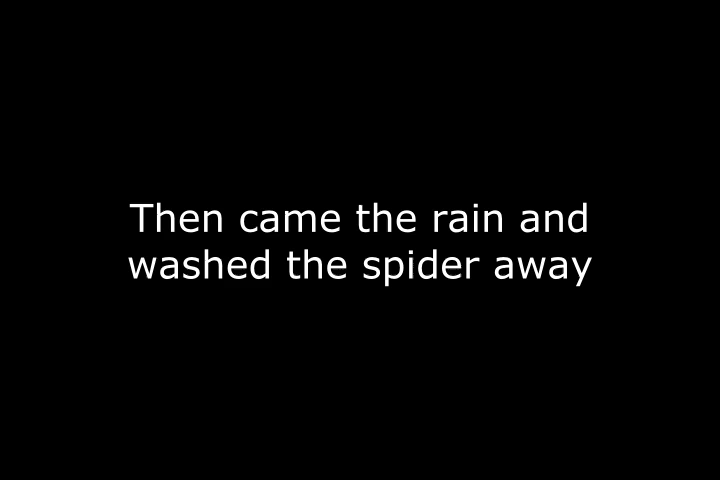 Then came the rain and
washed the spider away